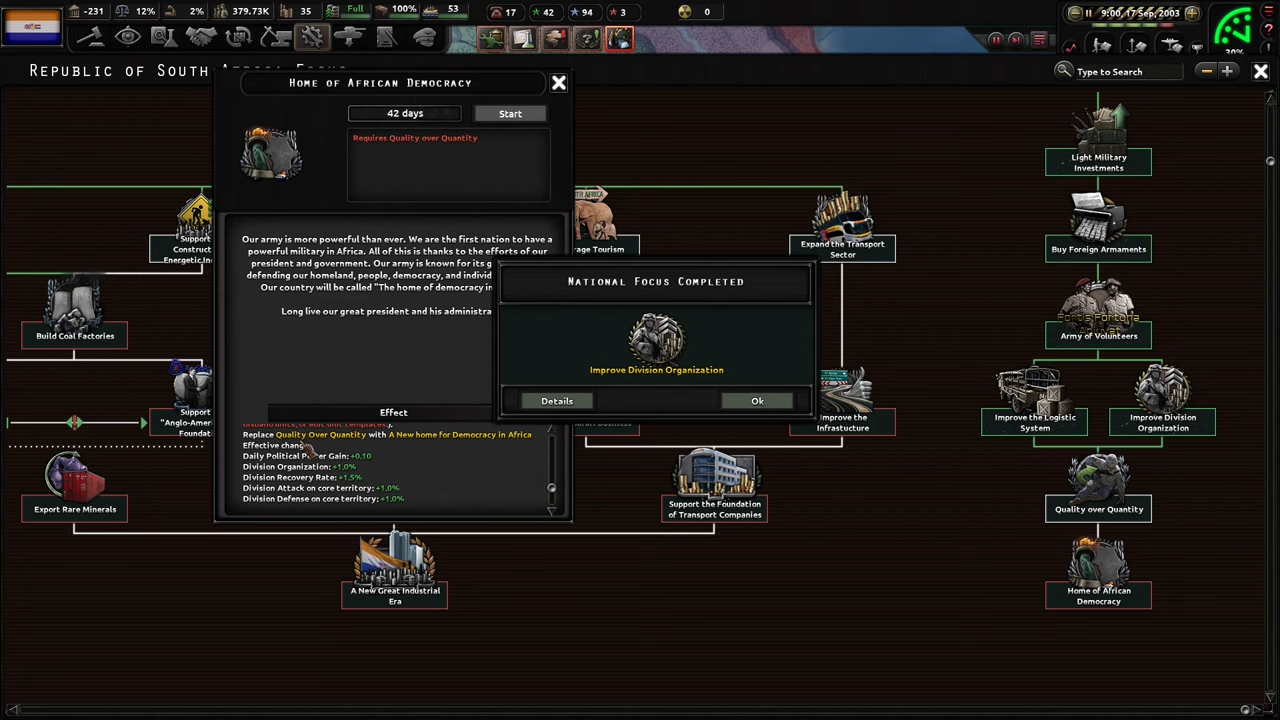 -231
12%
2%
379.73K
35
Full
100%
53
17
42
94
3
0
9:00, 17 Sep, 2003
30%
REPUBLIC OF SOUTH
Type to Search
HOME OF AFRICAN DEMOCRACY
42 days
Start
Requires Quality over Quantity
Our army is more powerful than ever. We are the first nation to have a
powerful military in Africa. All of this is thanks to the efforts of our
president and government. Our army is known for its
defending our homeland, people, democracy, and
Our country will be called "The home of democracy in
Long live our great president and his
Effect
Replace Quality Over Quantity with A New home for Democracy in Africa
Effective
Daily Political Power Gain: +0.10
Division Organization: +1.0%
Division Recovery Rate: +1.5%
Division Attack on core territory: +1.0%
Division Defense on core territory: +1.0%
NATIONAL FOCUS COMPLETED
Improve Division Organization
Details
Ok
Support
Construct
Energetic
Tourism
Expand the Transport
Sector
Light Military
Investments
Buy Foreign Armaments
Build Coal Factories
Fortis Fortuna
Army of Volunteers
Support
"Anglo-Amer
Foundat
Improve the
Infrastucture
Improve the Logistic
System
Improve Division
Organization
Export Rare Minerals
Support the Foundation
of Transport Companies
Quality over Quantity
A New Great Industrial
Era
Home of African
Democracy